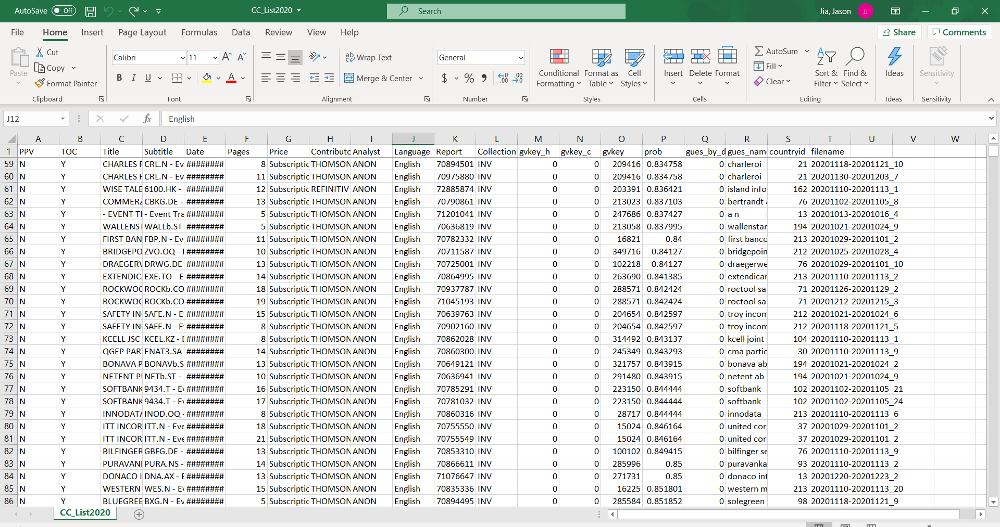 AutoSave Off CC_List2020 Search Jia, Jason JJ
File Home Insert Page Layout Formulas Data Review View Help Share Comments
Cut Calibri 11 Wrap Text General AutoSum
Paste Copy Format Painter Merge & Center Conditional Formatting Format as Table Cell Styles Insert Delete Format Fill Clear Sort & Filter Find & Select Ideas Sensitivity
Clipboard Font Alignment Number Styles Cells Editing Ideas Sensitivity
J12 fx English
A B C D E F G H I J K L M N O P Q R S T U V W
1 PPV TOC Title Subtitle Date Pages Price Contributo Analyst Language Report Collection gvkey_h gvkey_c gvkey prob gues_by_d gues_name countryid filename
59 N Y CHARLES F CRL.N - Ev ######## 8 Subscriptic THOMSON ANON English 70894501 INV 0 0 209416 0.834758 0 charleroi 21 20201118-20201121_10
60 N Y CHARLES F CRL.N - Ev ######## 11 Subscriptic THOMSON ANON English 70975880 INV 0 0 209416 0.834758 0 charleroi 21 20201130-20201203_7
61 N Y WISE TALE 6100.HK - ######## 12 Subscriptic REFINITIV ANON English 72885874 INV 0 0 203391 0.836421 0 island info 162 20201110-20201113_1
62 N Y COMMERZ CBKG.DE - ######## 13 Subscriptic THOMSON ANON English 70790861 INV 0 0 213023 0.837103 0 bertrandt a 76 20201102-20201105_8
63 N Y - EVENT TF - Event Tra ######## 5 Subscriptic THOMSON ANON English 71201041 INV 0 0 247686 0.837427 0 a n 13 20201013-20201016_4
64 N Y WALLENST WALLb.ST ######## 5 Subscriptic THOMSON ANON English 70636819 INV 0 0 213058 0.837995 0 wallenstar 194 20201021-20201024_9
65 N Y FIRST BAN FBP.N - Ev ######## 11 Subscriptic THOMSON ANON English 70782332 INV 0 0 16821 0.84 0 first banco 213 20201029-20201101_2
66 N Y BRIDGEPO ZVO.OQ - I ######## 10 Subscriptic THOMSON ANON English 70711587 INV 0 0 349716 0.84127 0 bridgepoin 212 20201025-20201028_4
67 N Y DRAEGERV DRWG.DE ######## 13 Subscriptic THOMSON ANON English 70725001 INV 0 0 102218 0.84127 0 draegerwe 76 20201029-20201101_10
68 N Y EXTENDICA EXE.TO - E ######## 14 Subscriptic THOMSON ANON English 70864995 INV 0 0 263690 0.841385 0 extendicar 213 20201110-20201113_2
69 N Y ROCKWOO ROCKb.CO ######## 18 Subscriptic THOMSON ANON English 70937787 INV 0 0 288571 0.842424 0 roctool sa 71 20201126-20201129_2
70 N Y ROCKWOO ROCKb.CO ######## 19 Subscriptic THOMSON ANON English 71045193 INV 0 0 288571 0.842424 0 roctool sa 71 20201212-20201215_3
71 N Y SAFETY INC SAFE.N - E ######## 15 Subscriptic THOMSON ANON English 70639763 INV 0 0 204654 0.842597 0 troy incom 212 20201021-20201024_6
72 N Y SAFETY INC SAFE.N - E ######## 8 Subscriptic THOMSON ANON English 70902160 INV 0 0 204654 0.842597 0 troy incom 212 20201118-20201121_5
73 N Y KCELL JSC KCEL.KZ - E ######## 8 Subscriptic THOMSON ANON English 70862028 INV 0 0 314492 0.843137 0 kcell joint s 104 20201110-20201113_1
74 N Y QGEP PAR ENAT3.SA ######## 14 Subscriptic THOMSON ANON English 70860300 INV 0 0 245349 0.843293 0 cma partic 30 20201110-20201113_9
75 N Y BONAVA P BONAVb.S ######## 13 Subscriptic THOMSON ANON English 70649121 INV 0 0 321757 0.843915 0 bonava ab 194 20201021-20201024_2
76 N Y NETENT PU NETb.ST - ######## 10 Subscriptic THOMSON ANON English 70636941 INV 0 0 291480 0.843915 0 netent ab 194 20201021-20201024_9
77 N Y SOFTBANK 9434.T - Ev ######## 16 Subscriptic THOMSON ANON English 70785291 INV 0 0 223150 0.844444 0 softbank 102 20201102-20201105_21
78 N Y SOFTBANK 9434.T - Ev ######## 17 Subscriptic THOMSON ANON English 70781032 INV 0 0 223150 0.844444 0 softbank 102 20201102-20201105_24
79 N Y INNODATA INOD.OQ - ######## 8 Subscriptic THOMSON ANON English 70860316 INV 0 0 28717 0.844444 0 innodata 213 20201110-20201113_6
80 N Y ITT INCOR ITT.N - Eve ######## 18 Subscriptic THOMSON ANON English 70755550 INV 0 0 15024 0.846164 0 united corp 37 20201029-20201101_2
81 N Y ITT INCOR ITT.N - Eve ######## 21 Subscriptic THOMSON ANON English 70755549 INV 0 0 15024 0.846164 0 united corp 37 20201029-20201101_2
82 N Y BILFINGER GBFG.DE - ######## 13 Subscriptic THOMSON ANON English 70853310 INV 0 0 100102 0.849415 0 bilfinger se 76 20201110-20201113_9
83 N Y PURAVANI PURA.NS - ######## 14 Subscriptic THOMSON ANON English 70866611 INV 0 0 285996 0.85 0 puravanka 93 20201110-20201113_2
84 N Y DONACO I DNA.AX - E ######## 13 Subscriptic THOMSON ANON English 71076647 INV 0 0 271731 0.85 0 donaco int 13 20201220-20201223_2
85 N Y WESTERN WES.N - Ev ######## 15 Subscriptic THOMSON ANON English 70835336 INV 0 0 16225 0.851801 0 western m 213 20201110-20201113_20
86 N Y BLUEGREE BXG.N - Ev ######## 5 Subscriptic THOMSON ANON English 70894495 INV 0 0 285584 0.851852 0 solegreen 98 20201118-20201121_9
CC_List2020